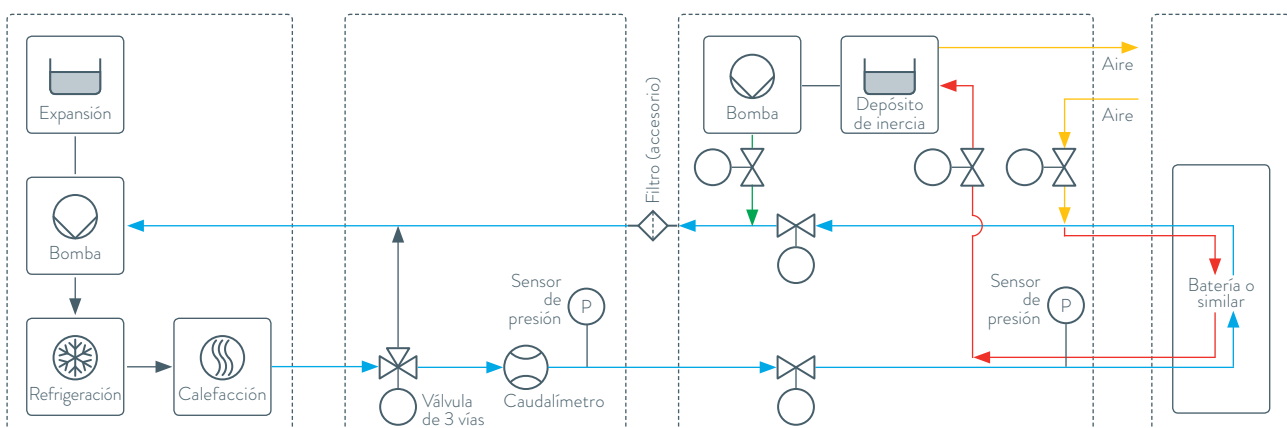 Expansión
Bomba
Refrigeración
Calefacción
Válvula
de 3 vías
Caudalímetro
Sensor
de
presión
P
Filtro (accesorio)
Bomba
Depósito
de inercia
Aire
Aire
Sensor
de
presión
P
Batería o
similar